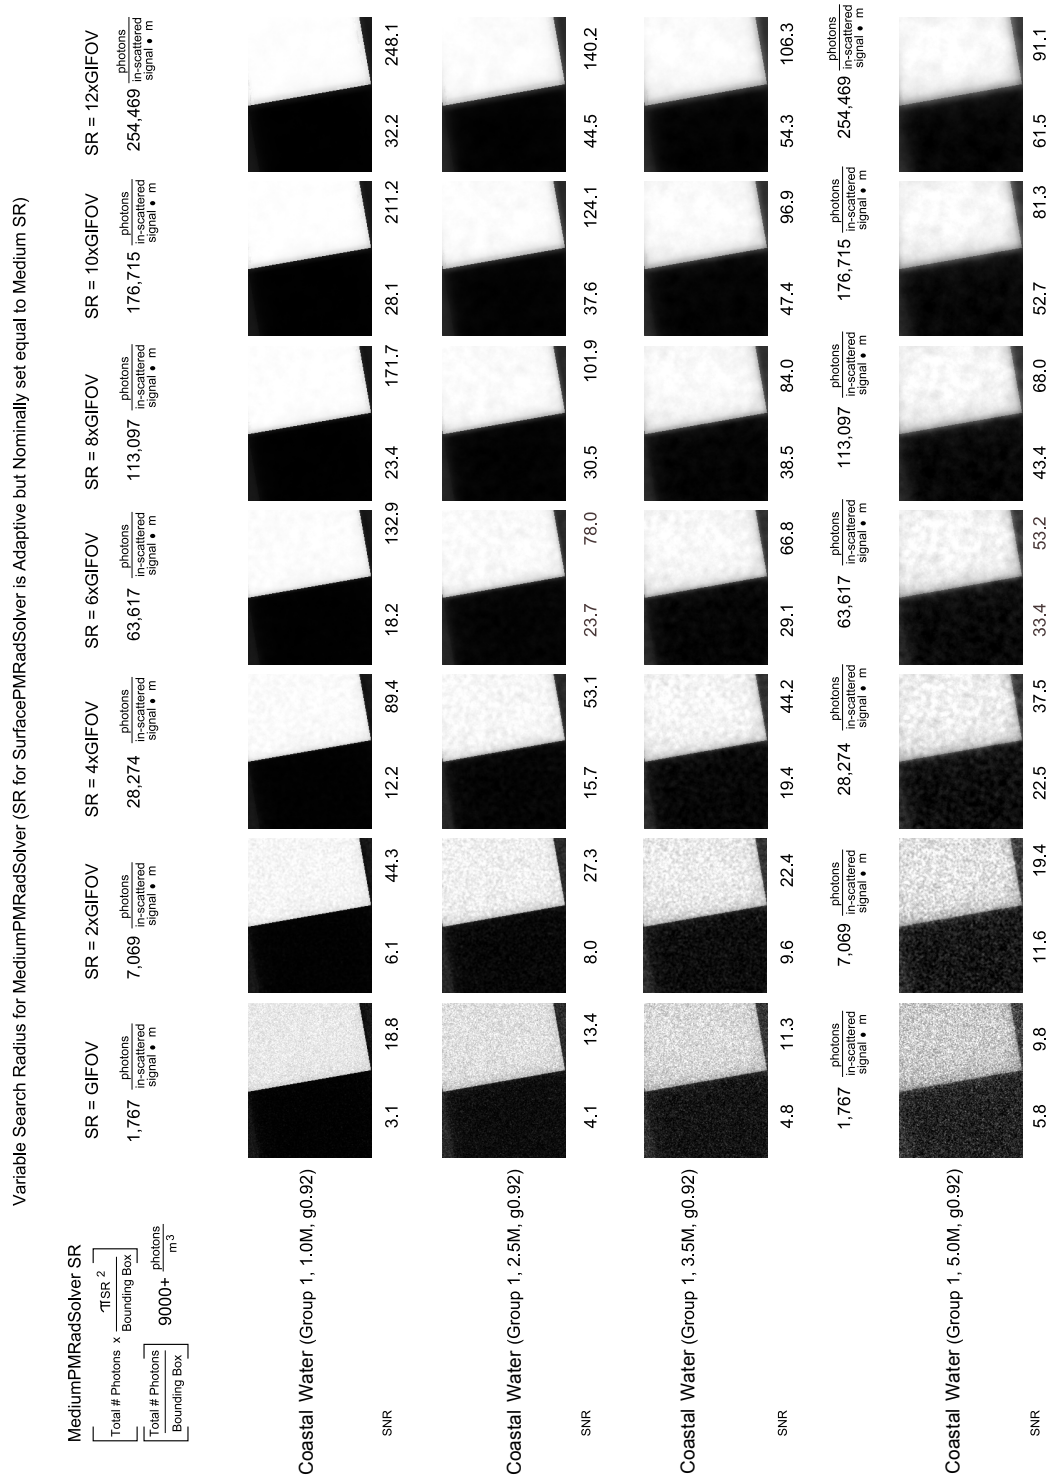 Variable Search Radius for MediumPMRadSolver (SR for SurfacePMRadSolver is Adaptive but Nominally set equal to Medium SR)
MediumPMRadSolver SR
SR = GIFOV SR = 2xGIFOV SR = 4xGIFOV SR = 6xGIFOV SR = 8xGIFOV SR = 10xGIFOV SR = 12xGIFOV
[Total # Photons x πSR² / Bounding Box]
1,767 photons / in-scattered signal • m 7,069 photons / in-scattered signal • m 28,274 photons / in-scattered signal • m 63,617 photons / in-scattered signal • m 113,097 photons / in-scattered signal • m 176,715 photons / in-scattered signal • m 254,469 photons / in-scattered signal • m
[Total # Photons / Bounding Box] 9000+ photons / m³
Coastal Water (Group 1, 1.0M, g0.92)
SNR 3.1 18.8 6.1 44.3 12.2 89.4 18.2 132.9 23.4 171.7 28.1 211.2 32.2 248.1
Coastal Water (Group 1, 2.5M, g0.92)
SNR 4.1 13.4 8.0 27.3 15.7 53.1 23.7 78.0 30.5 101.9 37.6 124.1 44.5 140.2
Coastal Water (Group 1, 3.5M, g0.92)
SNR 4.8 11.3 9.6 22.4 19.4 44.2 29.1 66.8 38.5 84.0 47.4 96.9 54.3 106.3
1,767 photons / in-scattered signal • m 7,069 photons / in-scattered signal • m 28,274 photons / in-scattered signal • m 63,617 photons / in-scattered signal • m 113,097 photons / in-scattered signal • m 176,715 photons / in-scattered signal • m 254,469 photons / in-scattered signal • m
Coastal Water (Group 1, 5.0M, g0.92)
SNR 5.8 9.8 11.6 19.4 22.5 37.5 33.4 53.2 43.4 68.0 52.7 81.3 61.5 91.1